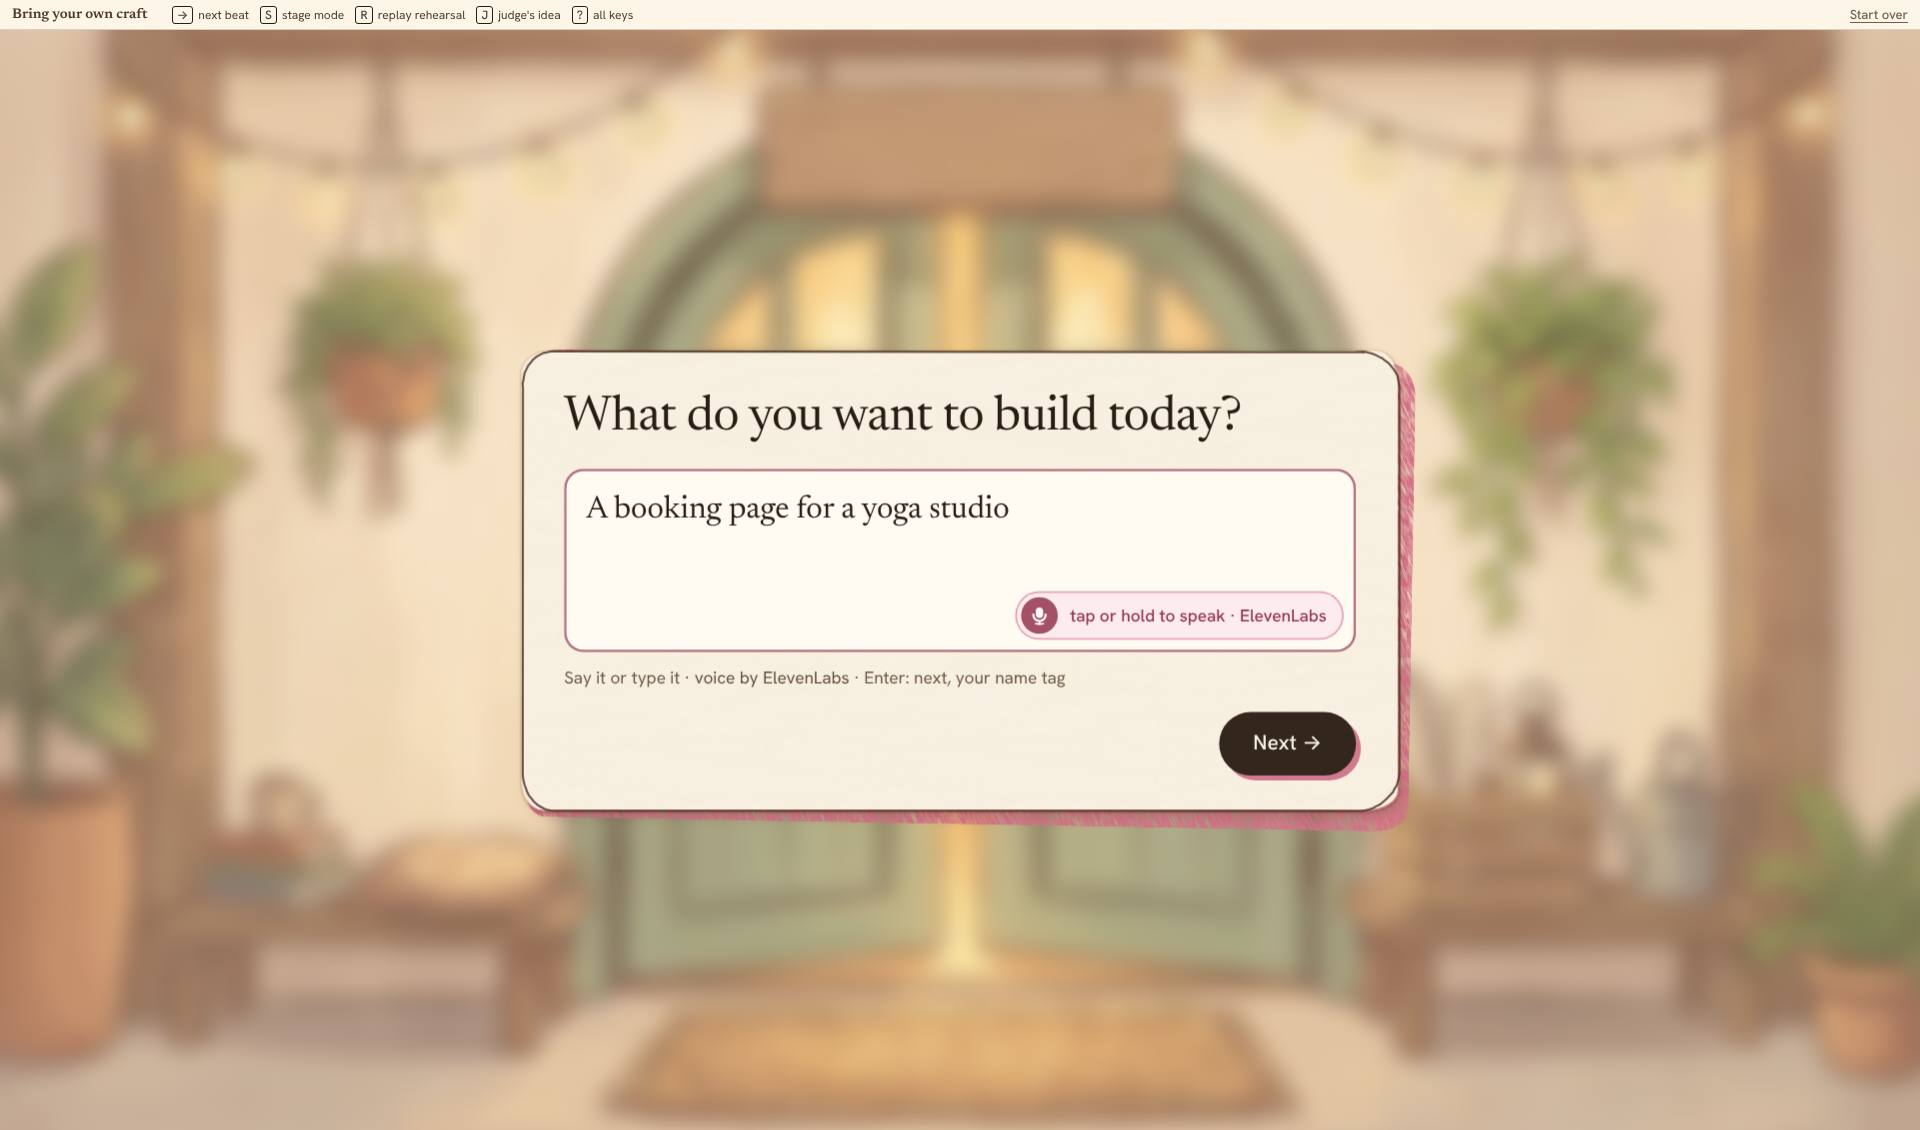 Bring your own craft → next beat S stage mode R replay rehearsal J judge's idea ? all keys Start over
What do you want to build today?
A booking page for a yoga studio
tap or hold to speak · ElevenLabs
Say it or type it · voice by ElevenLabs · Enter: next, your name tag
Next →